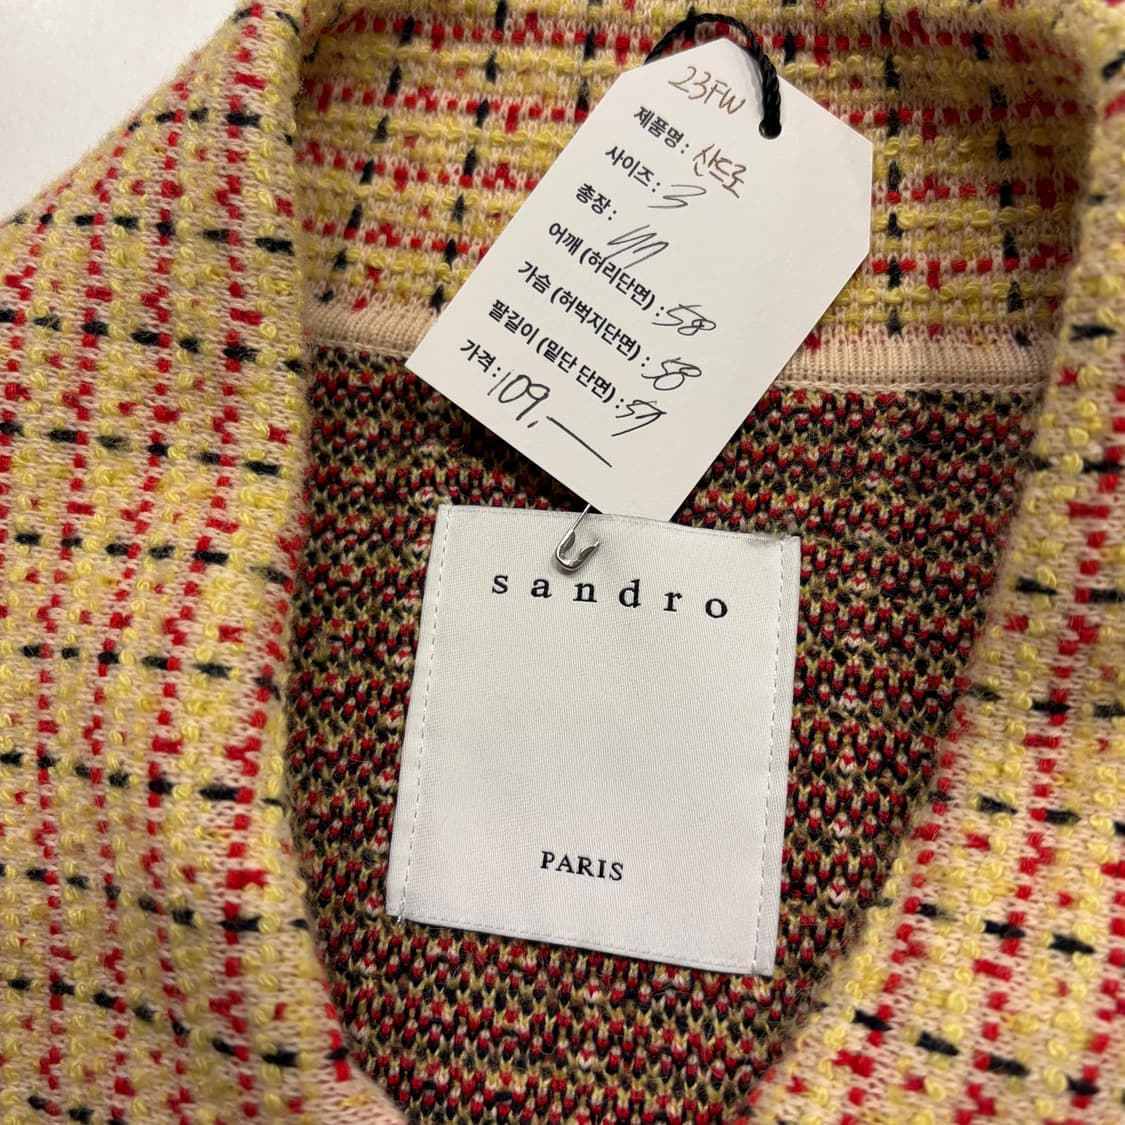 23FW
제품명 : 산드로
사이즈 : 3
총장 :
어깨 (허리단면) : 58
가슴 (허벅지단면) : 58
팔길이 (밑단 단면) : 57
가격 : 109.—
sandro
PARIS